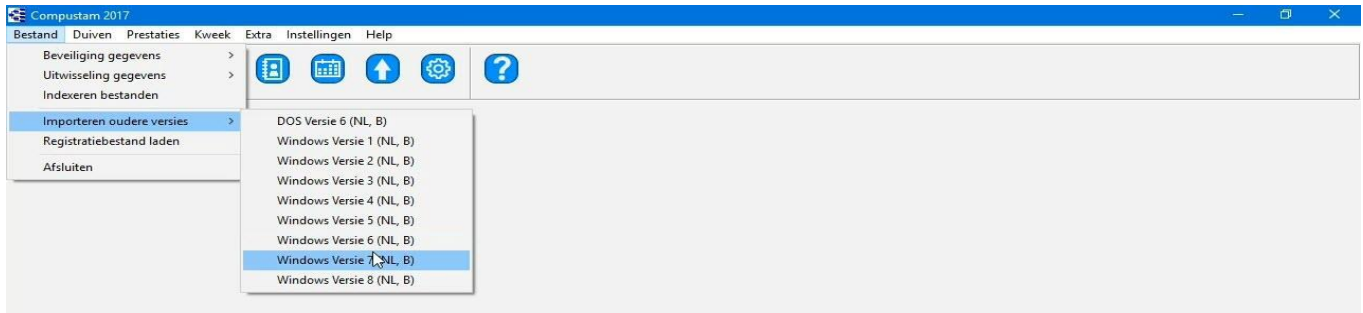 Compustam 2017
Bestand Duiven Prestaties Kweek Extra Instellingen Help
Beveiliging gegevens >
Uitwisseling gegevens >
Indexeren bestanden
Importeren oudere versies >
Registratiebestand laden
Afsluiten
DOS Versie 6 (NL, B)
Windows Versie 1 (NL, B)
Windows Versie 2 (NL, B)
Windows Versie 3 (NL, B)
Windows Versie 4 (NL, B)
Windows Versie 5 (NL, B)
Windows Versie 6 (NL, B)
Windows Versie 7 (NL, B)
Windows Versie 8 (NL, B)
?